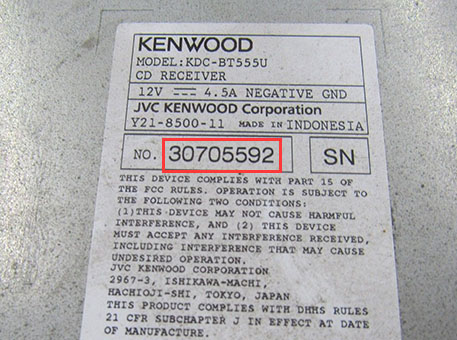 KENWOOD
MODEL:KDC-BT555U
CD RECEIVER
12V ⎓ 4.5A NEGATIVE GND
JVC KENWOOD Corporation
Y21-8500-11 MADE IN INDONESIA
NO. 30705592 SN
THIS DEVICE COMPLIES WITH PART 15 OF
THE FCC RULES. OPERATION IS SUBJECT TO
THE FOLLOWING TWO CONDITIONS:
(1)THIS DEVICE MAY NOT CAUSE HARMFUL
INTERFERENCE, AND (2) THIS DEVICE
MUST ACCEPT ANY INTERFERENCE RECEIVED,
INCLUDING INTERFERENCE THAT MAY CAUSE
UNDESIRED OPERATION.
JVC KENWOOD CORPORATION
2967-3, ISHIKAWA-MACHI,
HACHIOJI-SHI, TOKYO, JAPAN
THIS PRODUCT COMPLIES WITH DHHS RULES
21 CFR SUBCHAPTER J IN EFFECT AT DATE
OF MANUFACTURE.